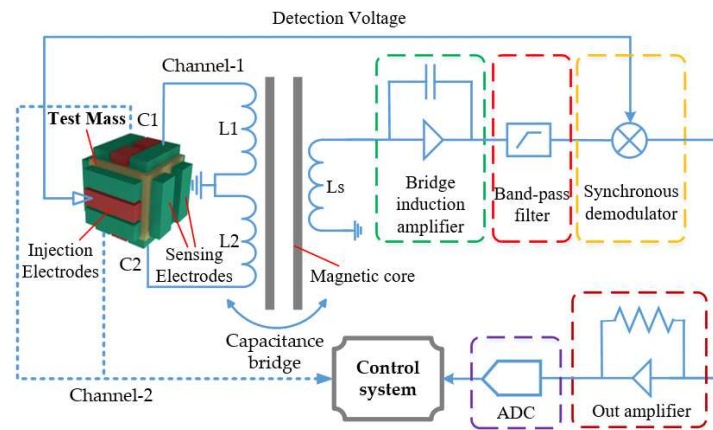 Detection Voltage
Channel-1
C1
Test Mass
L1
Ls
Bridge
induction
amplifier
Band-pass
filter
Synchronous
demodulator
Injection
Electrodes
C2
Sensing
Electrodes
L2
Magnetic core
Capacitance
bridge
Channel-2
Control
system
ADC
Out amplifier